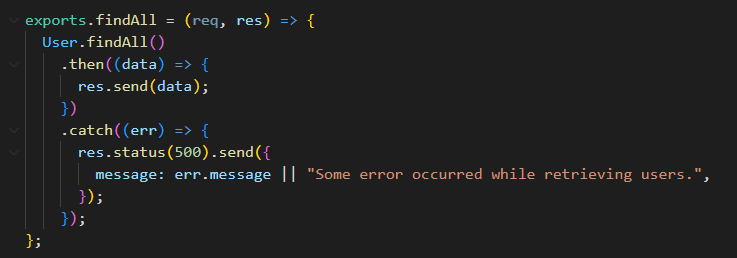 exports.findAll = (req, res) => {
  User.findAll()
    .then((data) => {
      res.send(data);
    })
    .catch((err) => {
      res.status(500).send({
        message: err.message || "Some error occurred while retrieving users.",
      });
    });
};